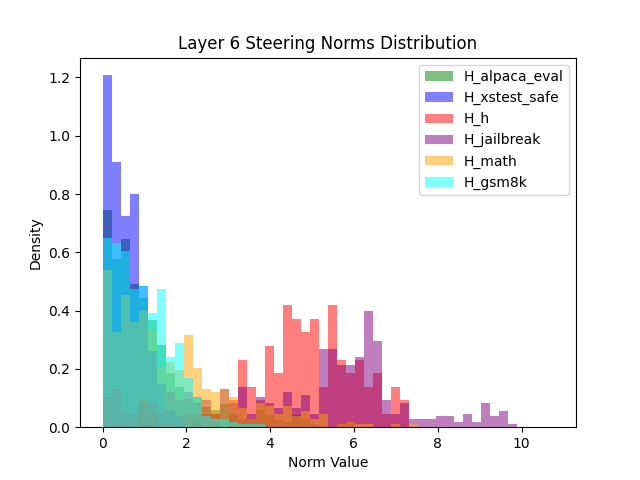 Layer 6 Steering Norms Distribution
H_alpaca_eval
H_xstest_safe
H_h
H_jailbreak
H_math
H_gsm8k
Density
1.2
1.0
0.8
0.6
0.4
0.2
0.0
0
2
4
6
8
10
Norm Value